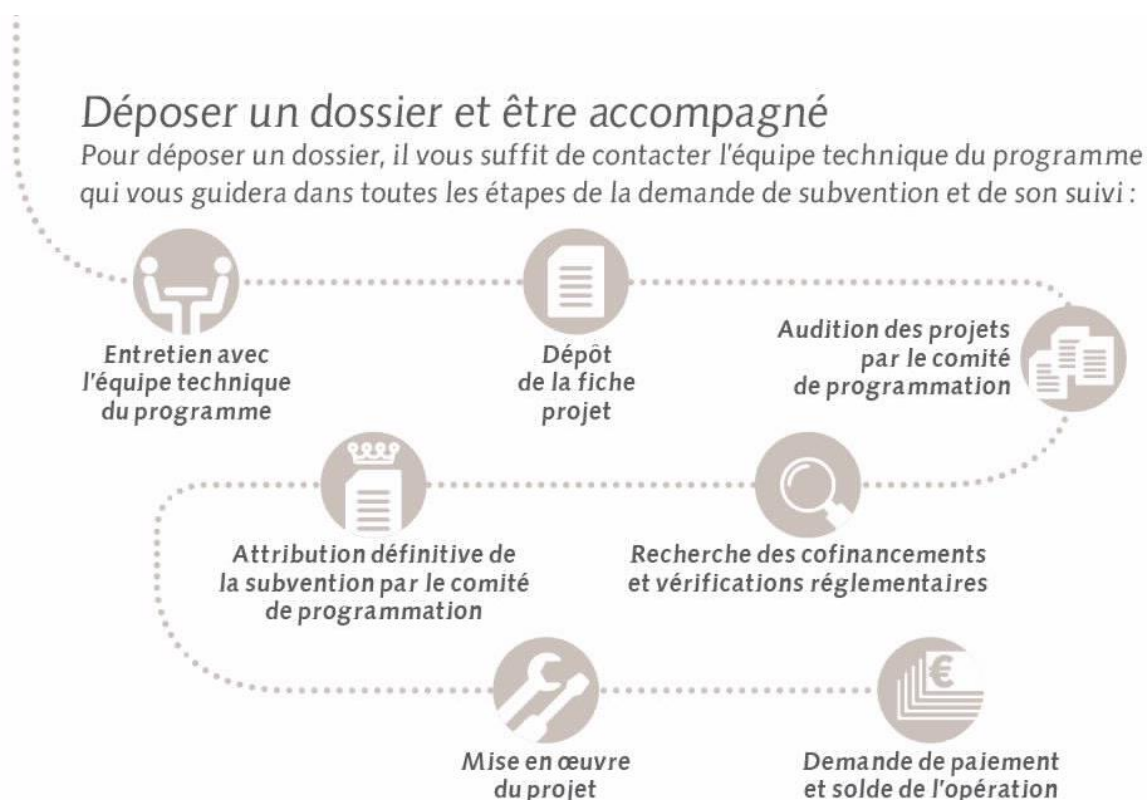 Déposer un dossier et être accompagné
Pour déposer un dossier, il vous suffit de contacter l'équipe technique du programme
qui vous guidera dans toutes les étapes de la demande de subvention et de son suivi :
Entretien avec
l'équipe technique
du programme
Dépôt
de la fiche
projet
Audition des projets
par le comité
de programmation
Recherche des cofinancements
et vérifications réglementaires
Attribution définitive de
la subvention par le comité
de programmation
Mise en œuvre
du projet
€
Demande de paiement
et solde de l'opération